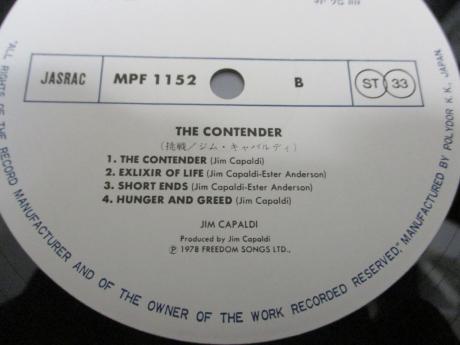 JASRAC
MPF 1152
B
ST 33
THE CONTENDER
(挑戦/ジム・キャパルディ)
1. THE CONTENDER (Jim Capaldi)
2. EXLIXIR OF LIFE (Jim Capaldi-Ester Anderson)
3. SHORT ENDS (Jim Capaldi-Ester Anderson)
4. HUNGER AND GREED (Jim Capaldi)
JIM CAPALDI
Produced by Jim Capaldi
Ⓟ 1978 FREEDOM SONGS LTD.,
"ALL RIGHTS OF THE RECORD MANUFACTURER AND OF THE OWNER OF THE WORK RECORDED RESERVED." MANUFACTURED BY POLYDOR K.K., JAPAN